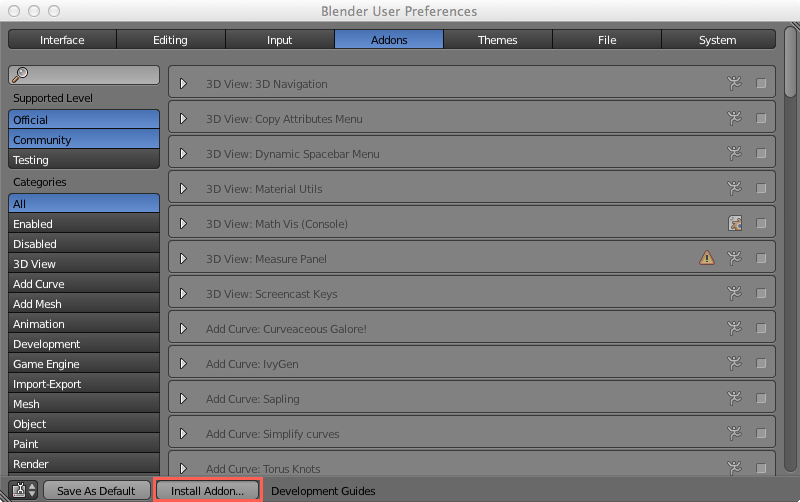 Blender User Preferences
Interface Editing Input Addons Themes File System
Supported Level
Official
Community
Testing
Categories
All
Enabled
Disabled
3D View
Add Curve
Add Mesh
Animation
Development
Game Engine
Import-Export
Mesh
Object
Paint
Render
3D View: 3D Navigation
3D View: Copy Attributes Menu
3D View: Dynamic Spacebar Menu
3D View: Material Utils
3D View: Math Vis (Console)
3D View: Measure Panel
3D View: Screencast Keys
Add Curve: Curveaceous Galore!
Add Curve: IvyGen
Add Curve: Sapling
Add Curve: Simplify curves
Add Curve: Torus Knots
Save As Default Install Addon... Development Guides